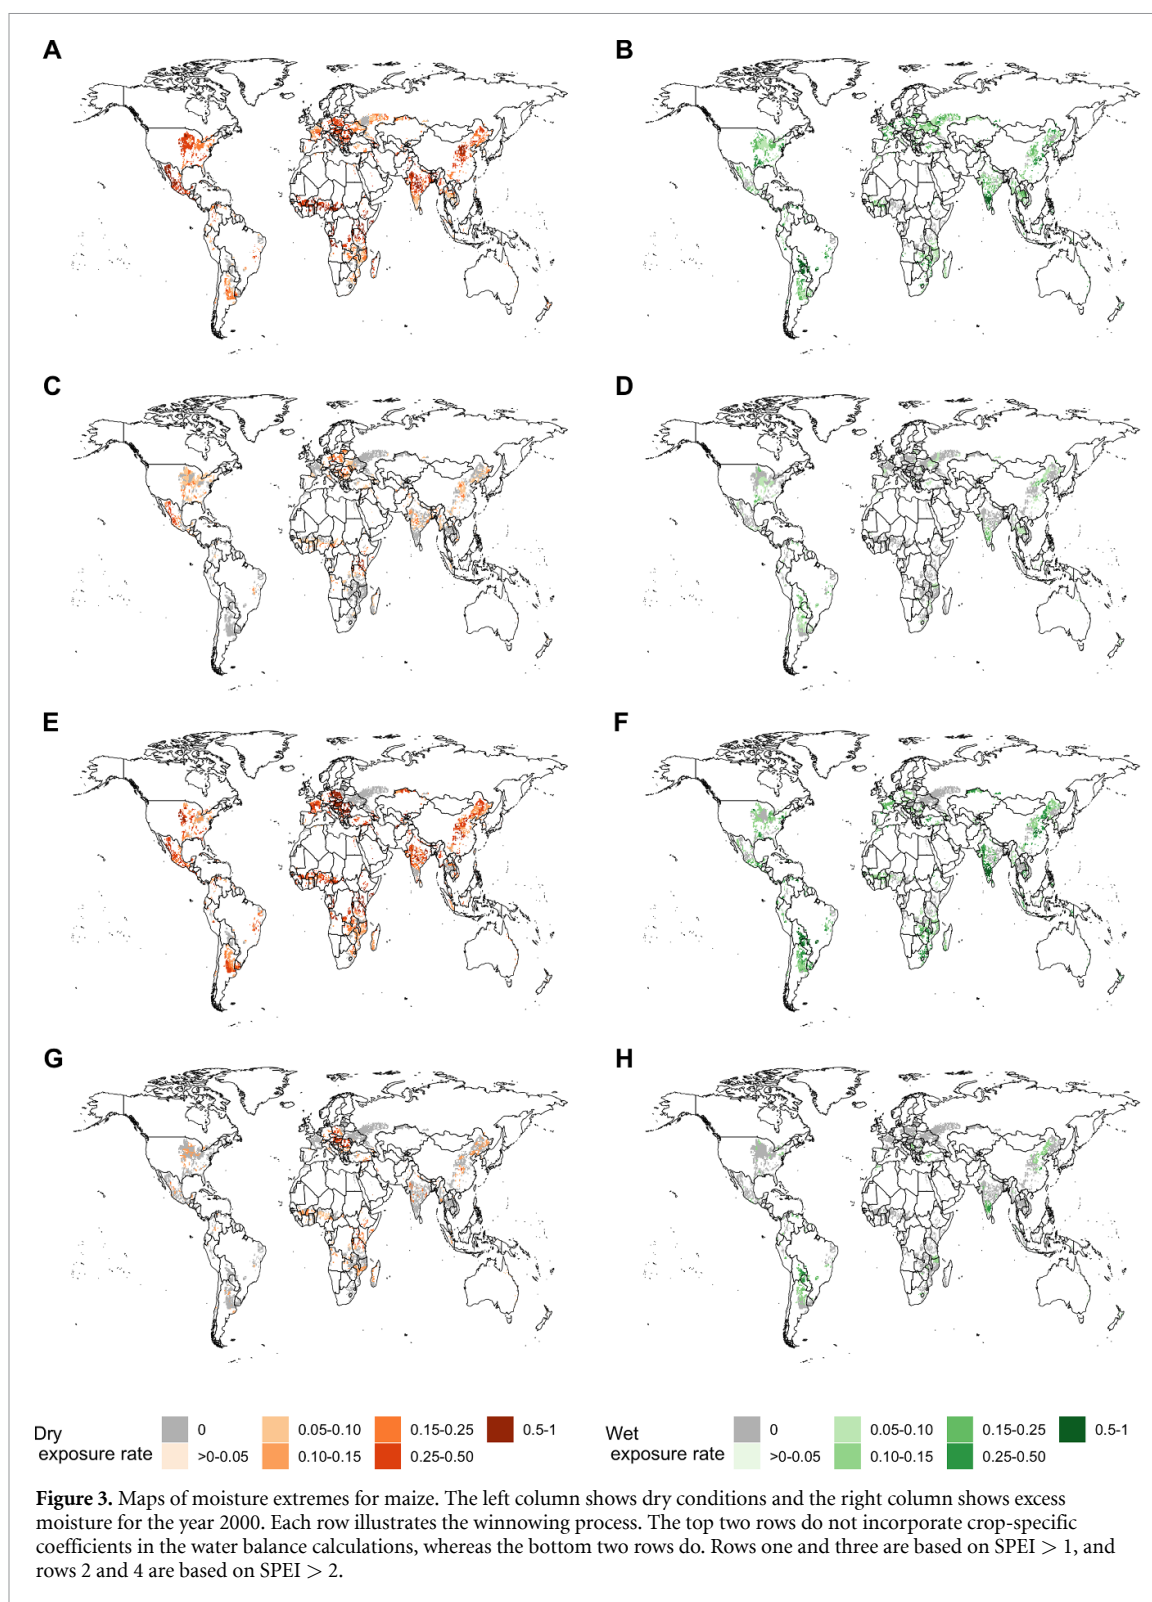 A
B
C
D
E
F
G
H
Dry exposure rate
0
0.05-0.10
0.15-0.25
0.5-1
>0-0.05
0.10-0.15
0.25-0.50
Wet exposure rate
0
0.05-0.10
0.15-0.25
0.5-1
>0-0.05
0.10-0.15
0.25-0.50
Figure 3. Maps of moisture extremes for maize. The left column shows dry conditions and the right column shows excess
moisture for the year 2000. Each row illustrates the winnowing process. The top two rows do not incorporate crop-specific
coefficients in the water balance calculations, whereas the bottom two rows do. Rows one and three are based on SPEI > 1, and
rows 2 and 4 are based on SPEI > 2.